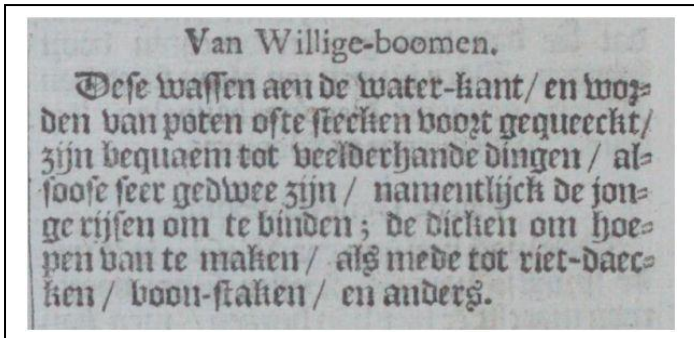 Van Willige-boomen.
Dese wassen aen de water-kant/ en wor-
den van poten ofte stecken voort gequeeckt/
zijn bequaem tot veelderhande dingen / al-
soose seer gedwee zijn / namentlijck de jon-
ge rijsen om te binden ; de dicken om hoe-
pen van te maken / als mede tot riet-daec-
ken / boon-staken / en anders.